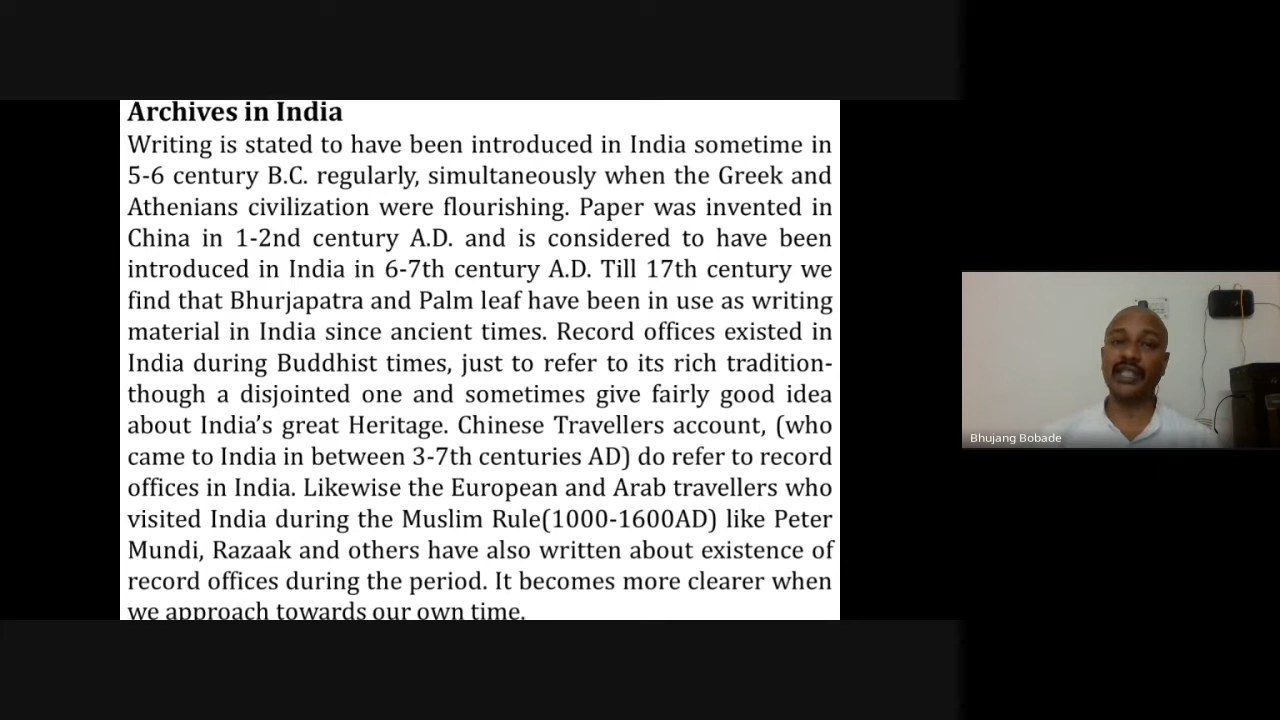 Archives in India
Writing is stated to have been introduced in India sometime in
5-6 century B.C. regularly, simultaneously when the Greek and
Athenians civilization were flourishing. Paper was invented in
China in 1-2nd century A.D. and is considered to have been
introduced in India in 6-7th century A.D. Till 17th century we
find that Bhurjapatra and Palm leaf have been in use as writing
material in India since ancient times. Record offices existed in
India during Buddhist times, just to refer to its rich tradition-
though a disjointed one and sometimes give fairly good idea
about India’s great Heritage. Chinese Travellers account, (who
came to India in between 3-7th centuries AD) do refer to record
offices in India. Likewise the European and Arab travellers who
visited India during the Muslim Rule(1000-1600AD) like Peter
Mundi, Razaak and others have also written about existence of
record offices during the period. It becomes more clearer when
we approach towards our own time.
Bhujang Bobade